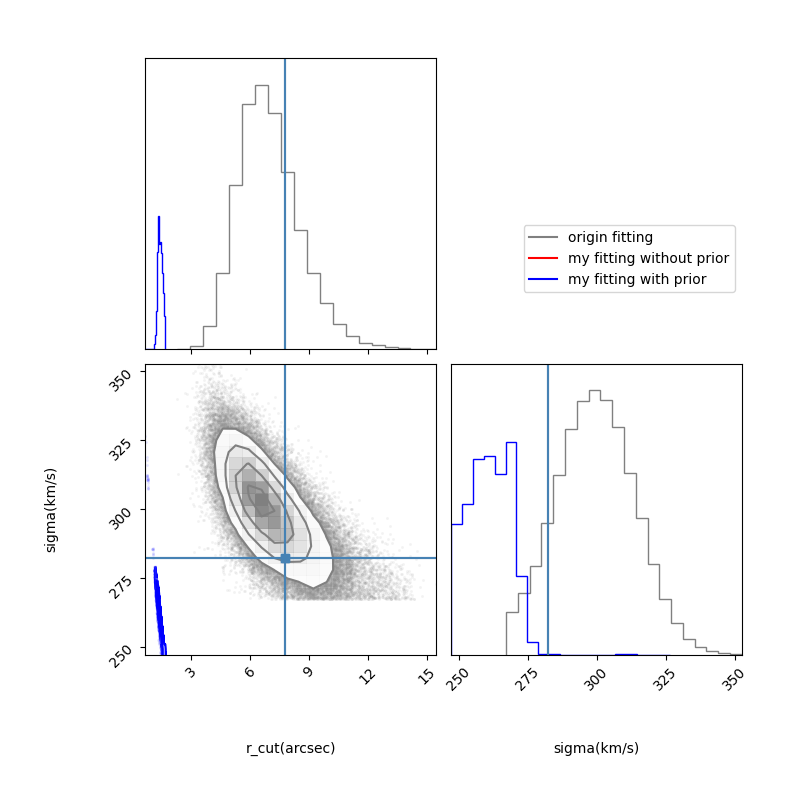 origin fitting
my fitting without prior
my fitting with prior
350
325
300
275
250
sigma(km/s)
3
6
9
12
15
250
275
300
325
350
r_cut(arcsec)
sigma(km/s)